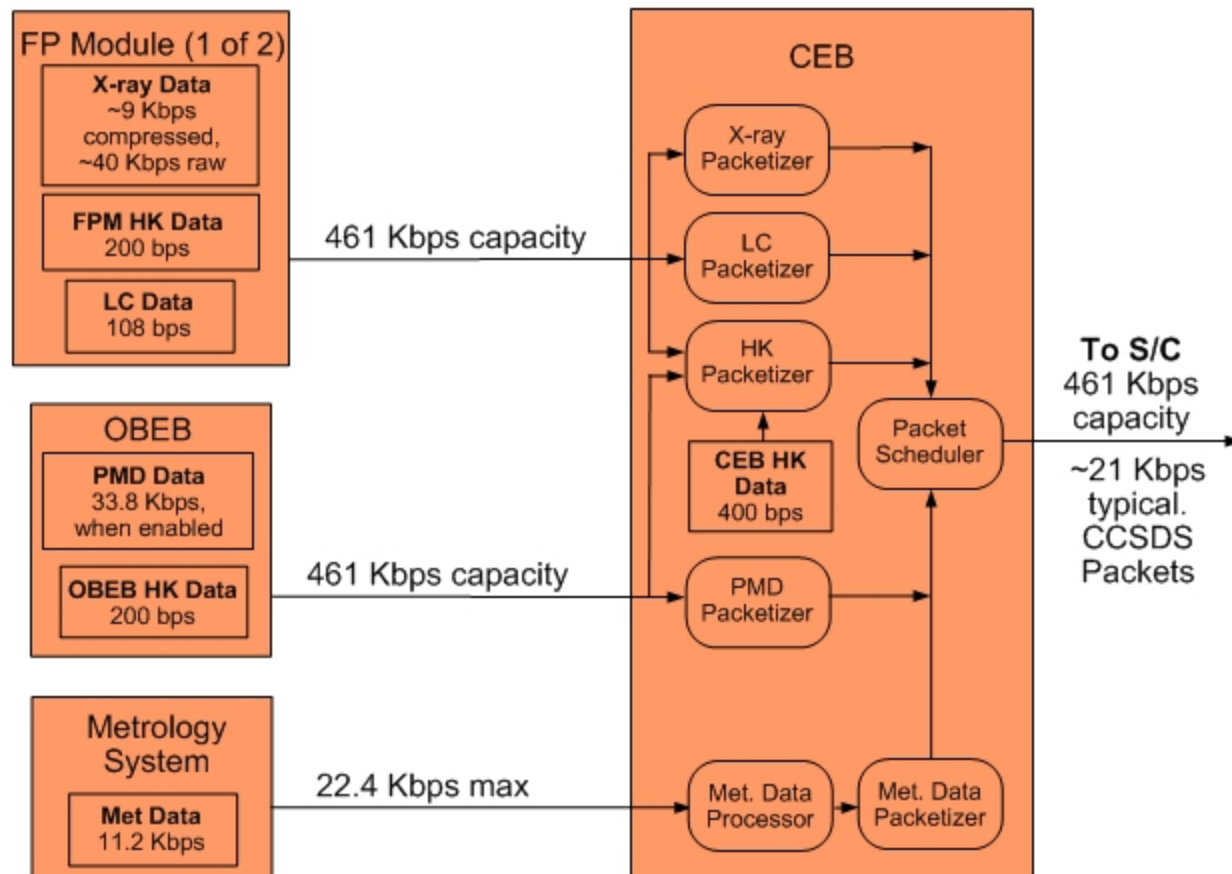 FP Module (1 of 2)
X-ray Data
~9 Kbps
compressed,
~40 Kbps raw
FPM HK Data
200 bps
LC Data
108 bps
461 Kbps capacity
OBEB
PMD Data
33.8 Kbps,
when enabled
OBEB HK Data
200 bps
461 Kbps capacity
Metrology
System
Met Data
11.2 Kbps
22.4 Kbps max
CEB
X-ray
Packetizer
LC
Packetizer
HK
Packetizer
CEB HK
Data
400 bps
PMD
Packetizer
Met. Data
Processor
Met. Data
Packetizer
Packet
Scheduler
To S/C
461 Kbps
capacity
~21 Kbps
typical.
CCSDS
Packets